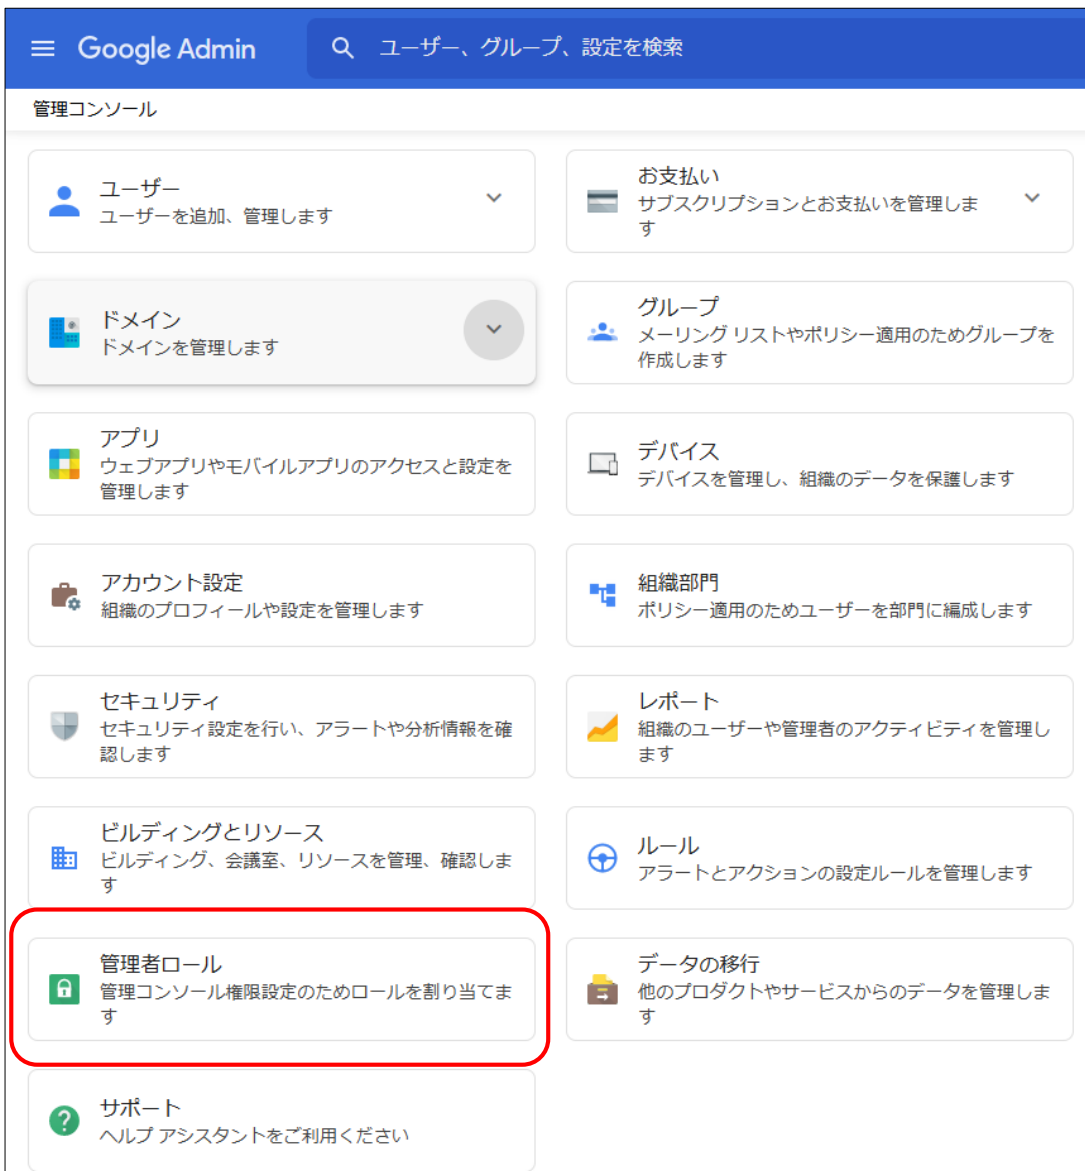 Google Admin
ユーザー、グループ、設定を検索
管理コンソール
ユーザー
ユーザーを追加、管理します
お支払い
サブスクリプションとお支払いを管理しま
す
ドメイン
ドメインを管理します
グループ
メーリング リストやポリシー適用のためグループを
作成します
アプリ
ウェブアプリやモバイルアプリのアクセスと設定を
管理します
デバイス
デバイスを管理し、組織のデータを保護します
アカウント設定
組織のプロフィールや設定を管理します
組織部門
ポリシー適用のためユーザーを部門に編成します
セキュリティ
セキュリティ設定を行い、アラートや分析情報を確
認します
レポート
組織のユーザーや管理者のアクティビティを管理し
ます
ビルディングとリソース
ビルディング、会議室、リソースを管理、確認しま
す
ルール
アラートとアクションの設定ルールを管理します
管理者ロール
管理コンソール権限設定のためロールを割り当てま
す
データの移行
他のプロダクトやサービスからのデータを管理しま
す
サポート
ヘルプ アシスタントをご利用ください